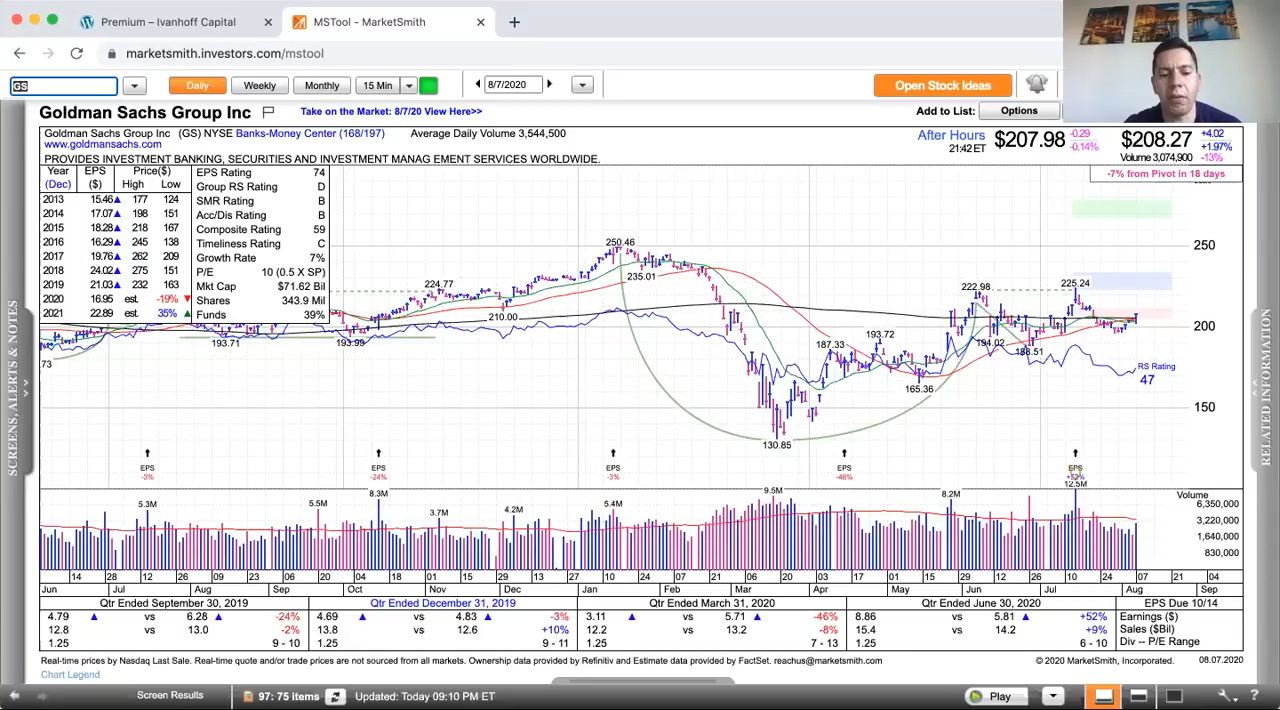 Premium – Ivanhoff Capital
MSTool - MarketSmith
marketsmith.investors.com/mstool
GS
Daily
Weekly
Monthly
15 Min
8/7/2020
Open Stock Ideas
Goldman Sachs Group Inc
Take on the Market: 8/7/20 View Here>>
Add to List:
Options
Goldman Sachs Group Inc (GS) NYSE Banks-Money Center (168/197) Average Daily Volume 3,544,500
www.goldmansachs.com
PROVIDES INVESTMENT BANKING, SECURITIES AND INVESTMENT MANAG EMENT SERVICES WORLDWIDE.
After Hours
21:42 ET
$207.98
-0.29
-0.14%
$208.27
+4.02
+1.97%
Volume 3,074,900 -13%
-7% from Pivot in 18 days
Year EPS Price($)
(Dec) ($) High Low
2013 15.46 177 124
2014 17.07 198 151
2015 18.28 218 167
2016 16.29 245 138
2017 19.76 262 209
2018 24.02 275 151
2019 21.03 232 163
2020 16.95 est. -19%
2021 22.89 est. 35%
EPS Rating 74
Group RS Rating D
SMR Rating B
Acc/Dis Rating B
Composite Rating 59
Timeliness Rating C
Growth Rate 7%
P/E 10 (0.5 X SP)
Mkt Cap $71.62 Bil
Shares 343.9 Mil
Funds 39%
250
200
150
73
193.71
193.99
224.77
210.00
250.46
235.01
130.85
187.33
193.72
165.36
222.98
194.02
188.51
225.24
RS Rating
47
EPS
-3%
EPS
-24%
EPS
-3%
EPS
-46%
EPS
+52%
5.3M
5.5M
8.3M
3.7M
4.2M
5.4M
9.5M
8.2M
12.5M
Volume
6,350,000
3,220,000
1,640,000
830,000
14 28 12 26 09 23 06 20 04 18 01 15 29 13 27 10 24 07 21 06 20 03 17 01 15 29 12 26 10 24 07 21 04
Jun Jul Aug Sep Oct Nov Dec Jan Feb Mar Apr May Jun Jul Aug Sep
Qtr Ended September 30, 2019
Qtr Ended December 31, 2019
Qtr Ended March 31, 2020
Qtr Ended June 30, 2020
EPS Due 10/14
4.79 vs 6.28 -24% 4.69 vs 4.83 -3% 3.11 vs 5.71 -46% 8.86 vs 5.81 +52% Earnings ($)
12.8 vs 13.0 -2% 13.8 vs 12.6 +10% 12.2 vs 13.2 -8% 15.4 vs 14.2 +9% Sales ($Bil)
1.25 9 - 10 1.25 9 - 11 1.25 7 - 13 1.25 6 - 10 Div -- P/E Range
Real-time prices by Nasdaq Last Sale. Real-time quote and/or trade prices are not sourced from all markets. Ownership data provided by Refinitiv and Estimate data provided by FactSet. reachus@marketsmith.com
© 2020 MarketSmith, Incorporated.
08.07.2020
Chart Legend
SCREENS, ALERTS & NOTES
RELATED INFORMATION
Screen Results
97: 75 items
Updated: Today 09:10 PM ET
Play